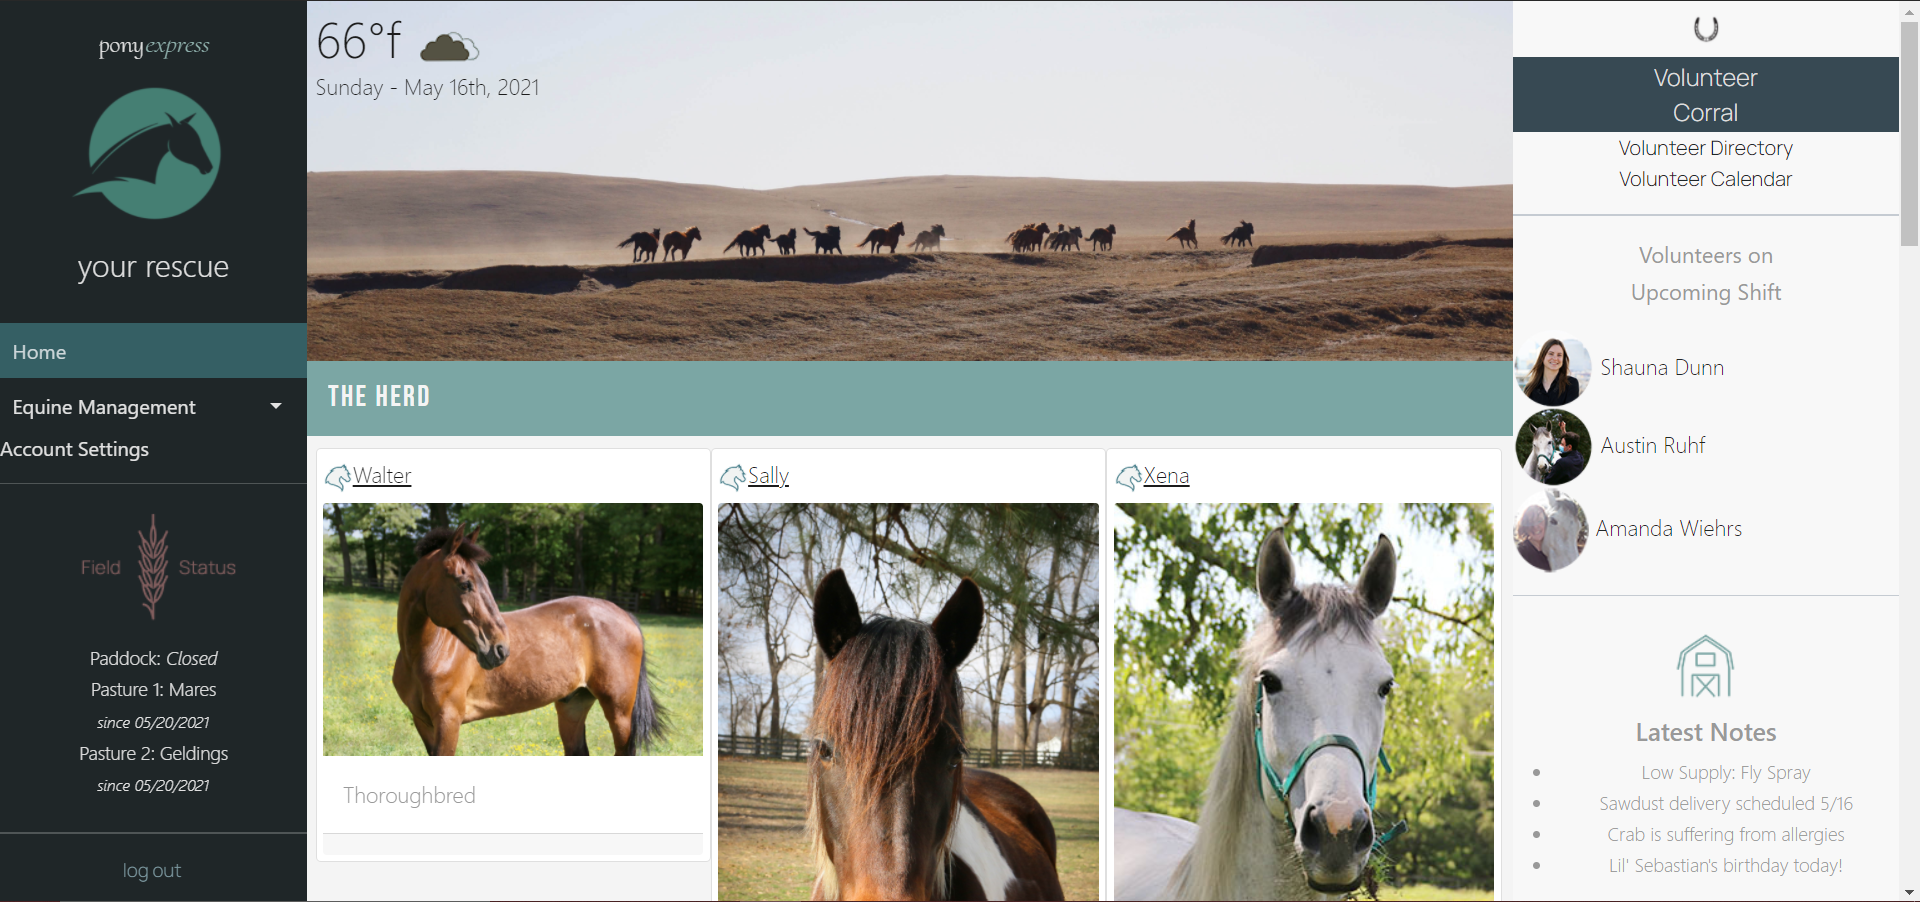 ponyexpress
your rescue
Home
Equine Management
Account Settings
Field Status
Paddock: Closed
Pasture 1: Mares
since 05/20/2021
Pasture 2: Geldings
since 05/20/2021
log out
66°f
Sunday - May 16th, 2021
THE HERD
Walter
Thoroughbred
Sally
Xena
Volunteer
Corral
Volunteer Directory
Volunteer Calendar
Volunteers on
Upcoming Shift
Shauna Dunn
Austin Ruhf
Amanda Wiehrs
Latest Notes
Low Supply: Fly Spray
Sawdust delivery scheduled 5/16
Crab is suffering from allergies
Lil' Sebastian's birthday today!